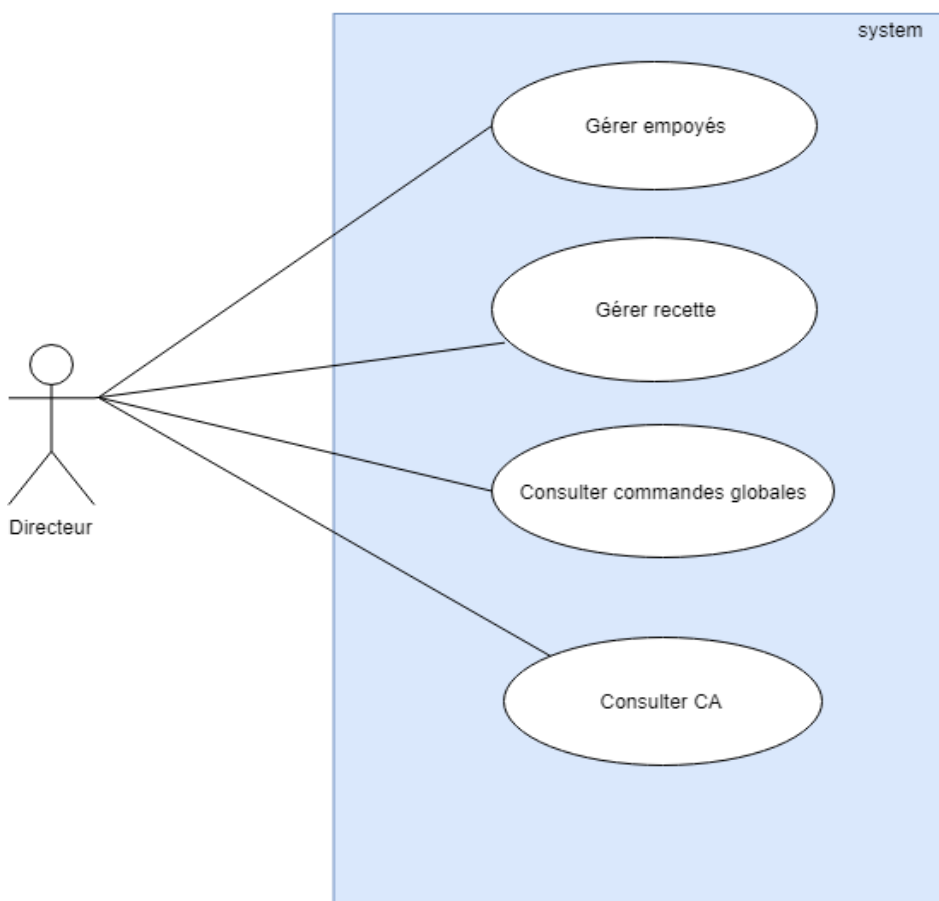 system
Gérer empoyés
Gérer recette
Directeur
Consulter commandes globales
Consulter CA